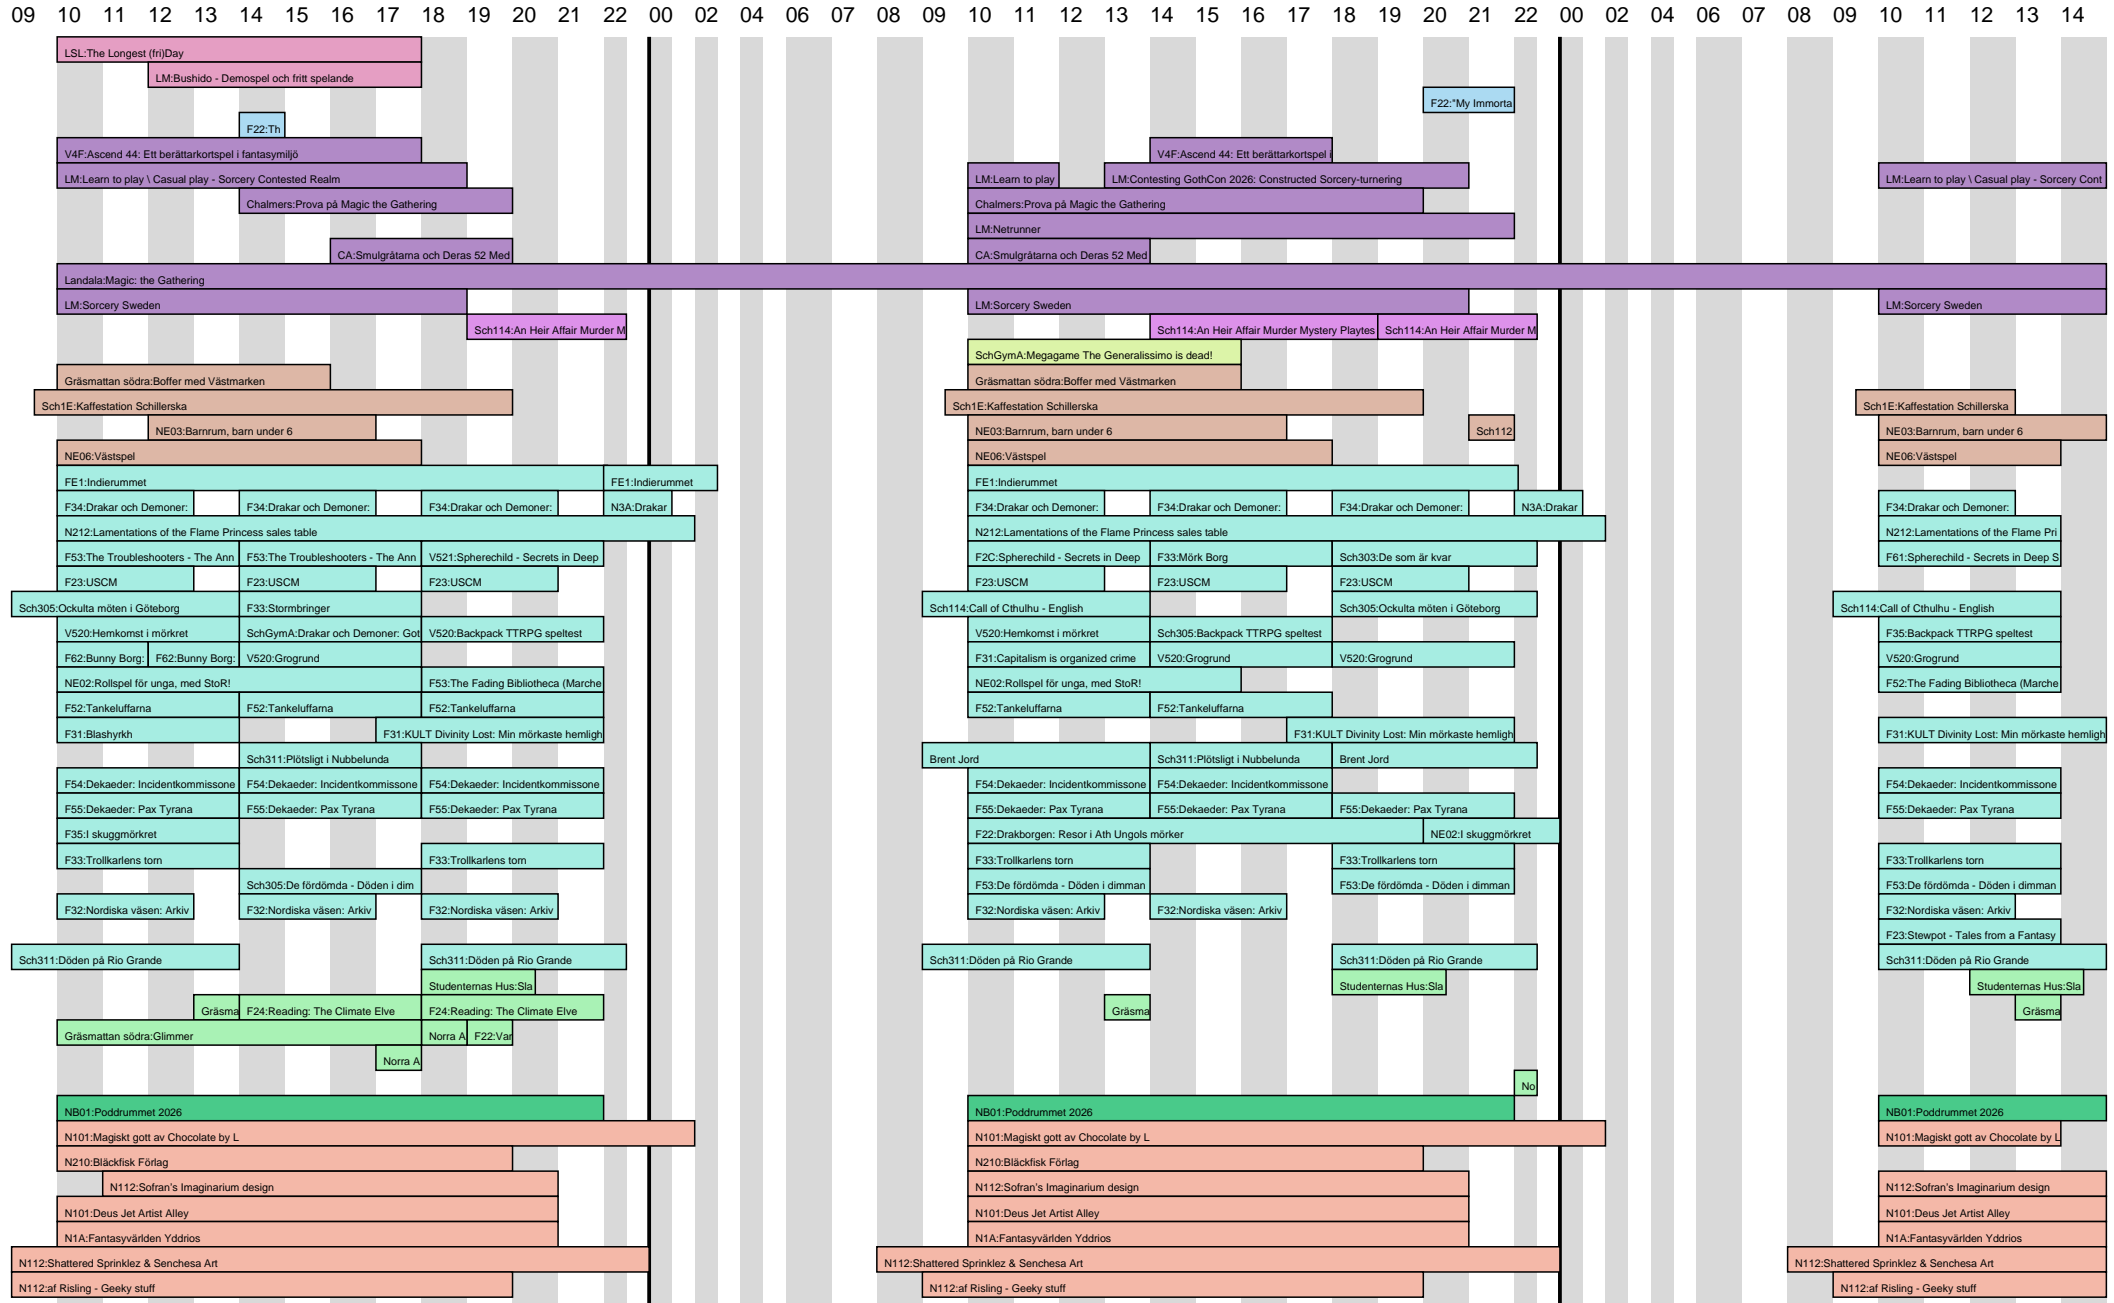 09 10 11 12 13 14 15 16 17 18 19 20 21 22 00 02 04 06 07 08 09 10 11 12 13 14 15 16 17 18 19 20 21 22 00 02 04 06 07 08 09 10 11 12 13 14
LSL:The Longest (fri)Day
LM:Bushido - Demospel och fritt spelande
F22:"My Immorta
F22:Th
V4F:Ascend 44: Ett berättarkortspel i fantasymiljö V4F:Ascend 44: Ett berättarkortspel i
LM:Learn to play \ Casual play - Sorcery Contested Realm LM:Learn to play LM:Contesting GothCon 2026: Constructed Sorcery-turnering LM:Learn to play \ Casual play - Sorcery Cont
Chalmers:Prova på Magic the Gathering Chalmers:Prova på Magic the Gathering
LM:Netrunner
CA:Smulgråtarna och Deras 52 Med CA:Smulgråtarna och Deras 52 Med
Landala:Magic: the Gathering
LM:Sorcery Sweden LM:Sorcery Sweden LM:Sorcery Sweden
Sch114:An Heir Affair Murder M Sch114:An Heir Affair Murder Mystery Playtes Sch114:An Heir Affair Murder M
SchGymA:Megagame The Generalissimo is dead!
Gräsmattan södra:Boffer med Västmarken Gräsmattan södra:Boffer med Västmarken
Sch1E:Kaffestation Schillerska Sch1E:Kaffestation Schillerska Sch1E:Kaffestation Schillerska
NE03:Barnrum, barn under 6 NE03:Barnrum, barn under 6 Sch112 NE03:Barnrum, barn under 6
NE06:Västspel NE06:Västspel NE06:Västspel
FE1:Indierummet FE1:Indierummet FE1:Indierummet
F34:Drakar och Demoner: F34:Drakar och Demoner: F34:Drakar och Demoner: N3A:Drakar F34:Drakar och Demoner: F34:Drakar och Demoner: F34:Drakar och Demoner: N3A:Drakar F34:Drakar och Demoner:
N212:Lamentations of the Flame Princess sales table N212:Lamentations of the Flame Princess sales table N212:Lamentations of the Flame Pri
F53:The Troubleshooters - The Ann F53:The Troubleshooters - The Ann V521:Spherechild - Secrets in Deep F2C:Spherechild - Secrets in Deep F33:Mörk Borg Sch303:De som är kvar F61:Spherechild - Secrets in Deep S
F23:USCM F23:USCM F23:USCM F23:USCM F23:USCM F23:USCM
Sch305:Ockulta möten i Göteborg F33:Stormbringer Sch114:Call of Cthulhu - English Sch305:Ockulta möten i Göteborg Sch114:Call of Cthulhu - English
V520:Hemkomst i mörkret SchGymA:Drakar och Demoner: Got V520:Backpack TTRPG speltest V520:Hemkomst i mörkret Sch305:Backpack TTRPG speltest F35:Backpack TTRPG speltest
F62:Bunny Borg: F62:Bunny Borg: V520:Grogrund F31:Capitalism is organized crime V520:Grogrund V520:Grogrund V520:Grogrund
NE02:Rollspel för unga, med StoR! F53:The Fading Bibliotheca (Marche NE02:Rollspel för unga, med StoR! F52:The Fading Bibliotheca (Marche
F52:Tankeluffarna F52:Tankeluffarna F52:Tankeluffarna F52:Tankeluffarna F52:Tankeluffarna
F31:Blashyrkh F31:KULT Divinity Lost: Min mörkaste hemligh F31:KULT Divinity Lost: Min mörkaste hemligh F31:KULT Divinity Lost: Min mörkaste hemligh
Sch311:Plötsligt i Nubbelunda Brent Jord Sch311:Plötsligt i Nubbelunda Brent Jord
F54:Dekaeder: Incidentkommissone F54:Dekaeder: Incidentkommissone F54:Dekaeder: Incidentkommissone F54:Dekaeder: Incidentkommissone F54:Dekaeder: Incidentkommissone F54:Dekaeder: Incidentkommissone
F55:Dekaeder: Pax Tyrana F55:Dekaeder: Pax Tyrana F55:Dekaeder: Pax Tyrana F55:Dekaeder: Pax Tyrana F55:Dekaeder: Pax Tyrana F55:Dekaeder: Pax Tyrana F55:Dekaeder: Pax Tyrana
F35:I skuggmörkret F22:Drakborgen: Resor i Ath Ungols mörker NE02:I skuggmörkret
F33:Trollkarlens torn F33:Trollkarlens torn F33:Trollkarlens torn F33:Trollkarlens torn F33:Trollkarlens torn
Sch305:De fördömda - Döden i dim F53:De fördömda - Döden i dimman F53:De fördömda - Döden i dimman F53:De fördömda - Döden i dimman
F32:Nordiska väsen: Arkiv F32:Nordiska väsen: Arkiv F32:Nordiska väsen: Arkiv F32:Nordiska väsen: Arkiv F32:Nordiska väsen: Arkiv F32:Nordiska väsen: Arkiv
F23:Stewpot - Tales from a Fantasy
Sch311:Döden på Rio Grande Sch311:Döden på Rio Grande Sch311:Döden på Rio Grande Sch311:Döden på Rio Grande Sch311:Döden på Rio Grande
Studenternas Hus:Sla Studenternas Hus:Sla Studenternas Hus:Sla
Gräsma F24:Reading: The Climate Elve F24:Reading: The Climate Elve Gräsma Gräsma
Gräsmattan södra:Glimmer Norra A F22:Var
Norra A
No
NB01:Poddrummet 2026 NB01:Poddrummet 2026 NB01:Poddrummet 2026
N101:Magiskt gott av Chocolate by L N101:Magiskt gott av Chocolate by L N101:Magiskt gott av Chocolate by L
N210:Bläckfisk Förlag N210:Bläckfisk Förlag
N112:Sofran's Imaginarium design N112:Sofran's Imaginarium design N112:Sofran's Imaginarium design
N101:Deus Jet Artist Alley N101:Deus Jet Artist Alley N101:Deus Jet Artist Alley
N1A:Fantasyvärlden Yddrios N1A:Fantasyvärlden Yddrios N1A:Fantasyvärlden Yddrios
N112:Shattered Sprinklez & Senchesa Art N112:Shattered Sprinklez & Senchesa Art N112:Shattered Sprinklez & Senchesa Art
N112:af Risling - Geeky stuff N112:af Risling - Geeky stuff N112:af Risling - Geeky stuff